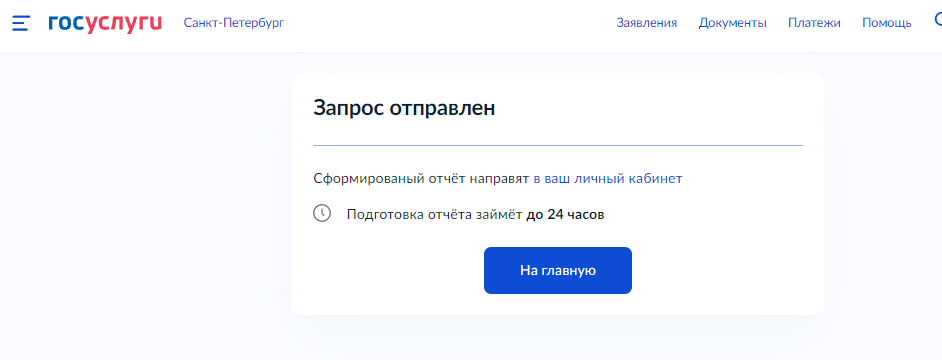 госуслуги Санкт-Петербург Заявления Документы Платежи Помощь
Запрос отправлен
Сформированый отчёт направят в ваш личный кабинет
Подготовка отчёта займёт до 24 часов
На главную